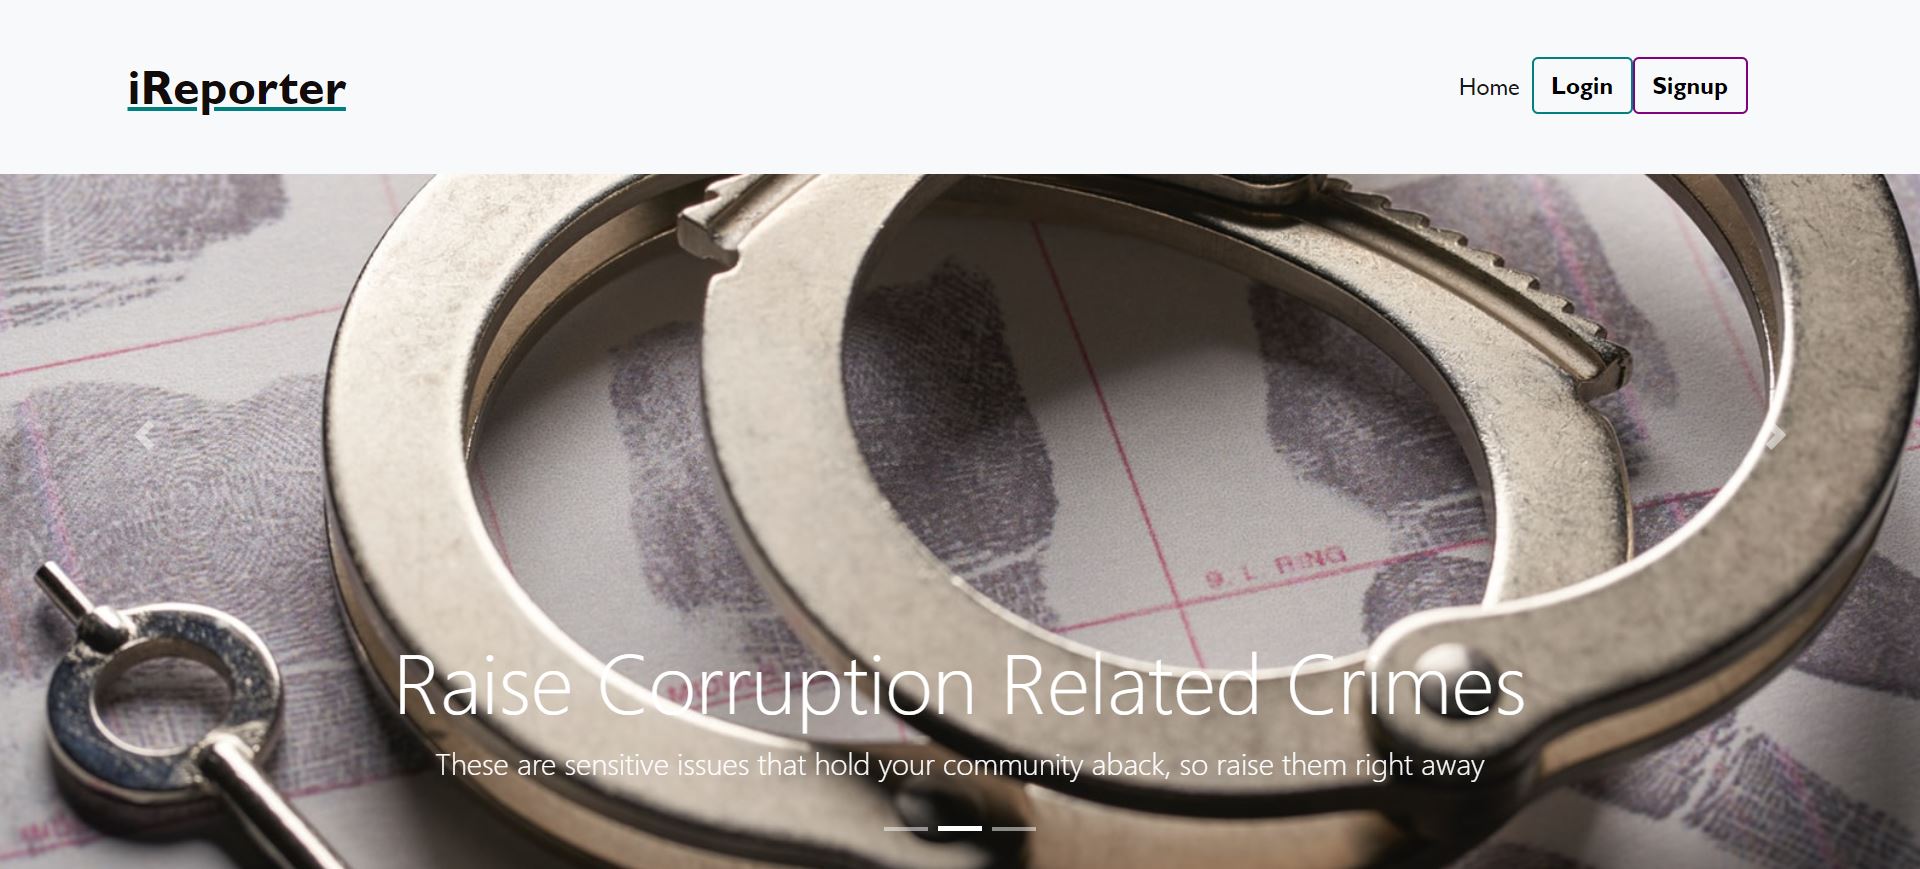 iReporter
Home Login Signup
9. L RING
Raise Corruption Related Crimes
These are sensitive issues that hold your community aback, so raise them right away